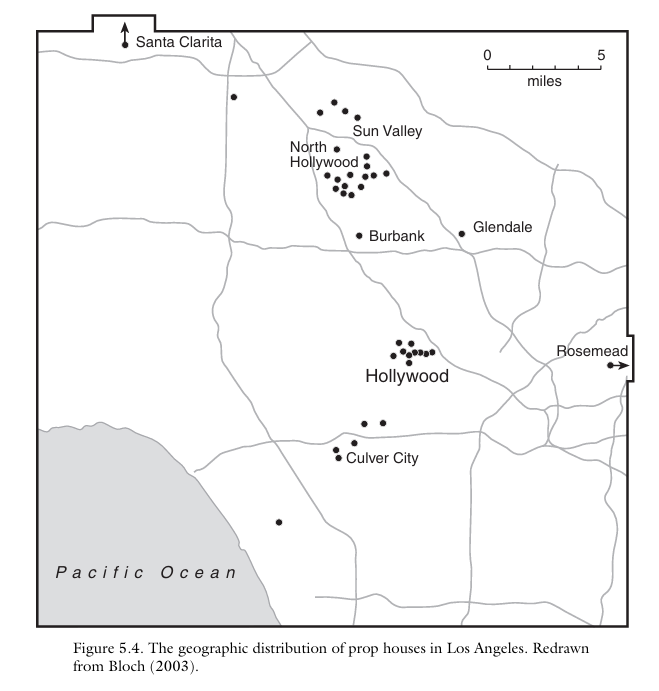 Santa Clarita
0 5
miles
Sun Valley
North
Hollywood
Burbank
Glendale
Rosemead
Hollywood
Culver City
Pacific Ocean
Figure 5.4. The geographic distribution of prop houses in Los Angeles. Redrawn
from Bloch (2003).